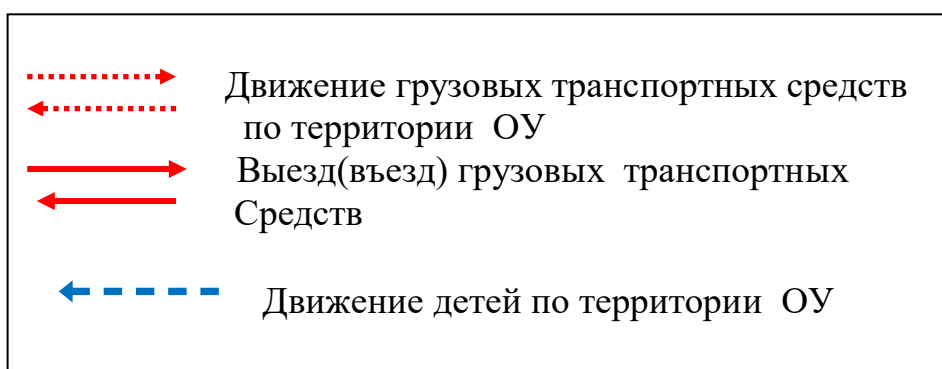 Движение грузовых транспортных средств
по территории ОУ
Выезд(въезд) грузовых транспортных
Средств
Движение детей по территории ОУ